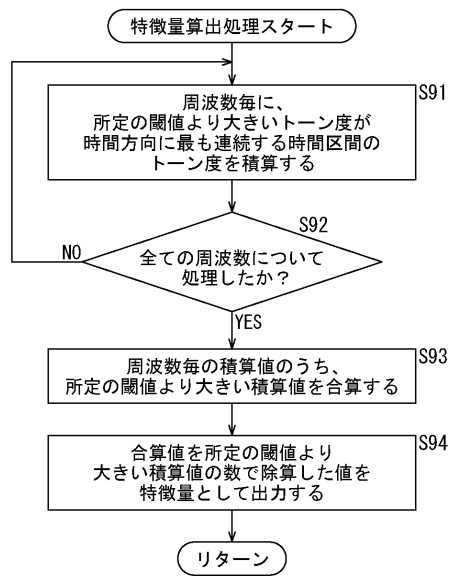 特徴量算出処理スタート
S91
周波数毎に、
所定の閾値より大きいトーン度が
時間方向に最も連続する時間区間の
トーン度を積算する
S92
全ての周波数について
処理したか？
NO
YES
S93
周波数毎の積算値のうち、
所定の閾値より大きい積算値を合算する
S94
合算値を所定の閾値より
大きい積算値の数で除算した値を
特徴量として出力する
リターン